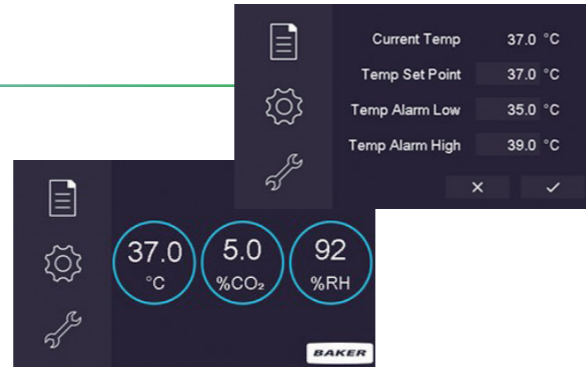 Current Temp 37.0 °C
Temp Set Point 37.0 °C
Temp Alarm Low 35.0 °C
Temp Alarm High 39.0 °C
37.0 5.0 92
°C %CO₂ %RH
BAKER